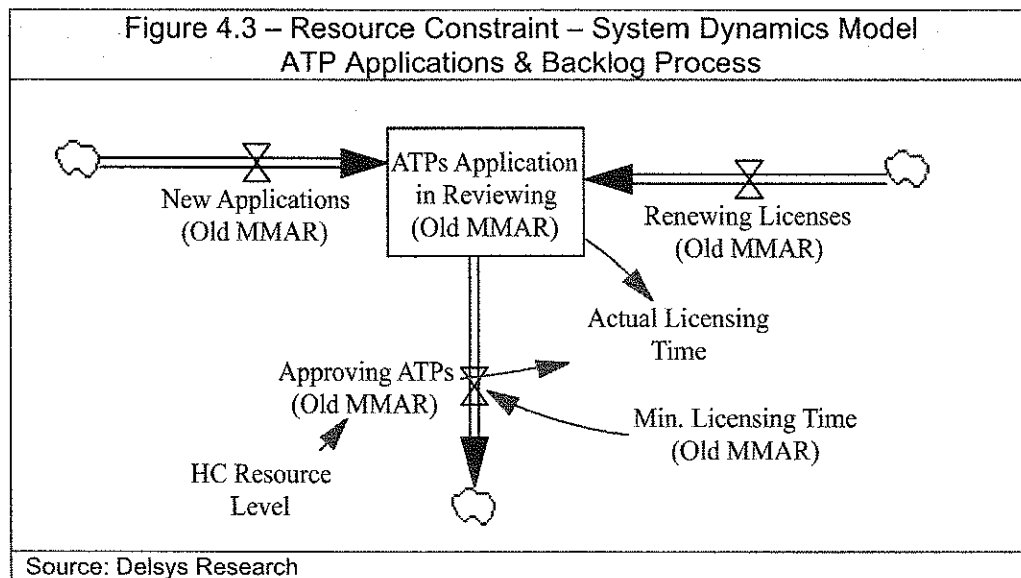 Figure 4.3 – Resource Constraint – System Dynamics Model
ATP Applications & Backlog Process
New Applications
(Old MMAR)
ATPs Application
in Reviewing
(Old MMAR)
Renewing Licenses
(Old MMAR)
Actual Licensing
Time
Approving ATPs
(Old MMAR)
Min. Licensing Time
(Old MMAR)
HC Resource
Level
Source: Delsys Research